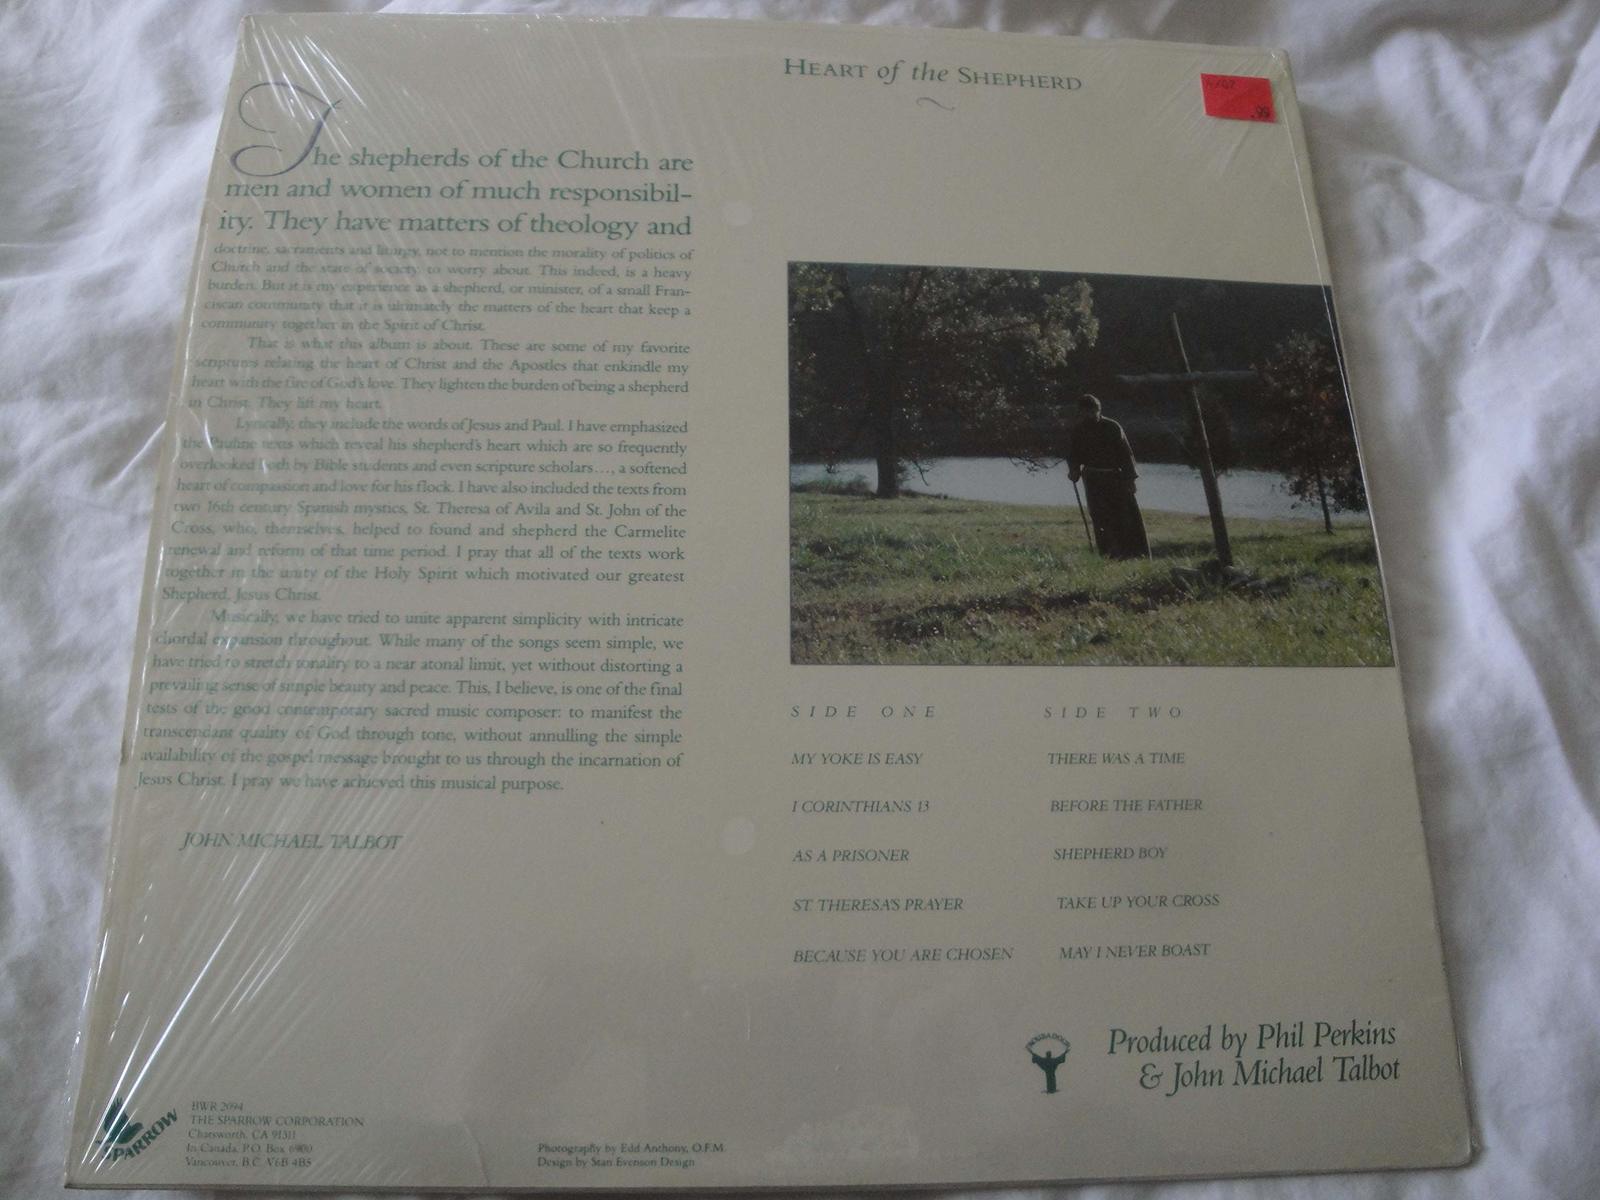 HEART of the SHEPHERD
4/07
.99
The shepherds of the Church are
men and women of much responsibil-
ity. They have matters of theology and
doctrine, sacraments and liturgy, not to mention the morality of politics of
Church and the state of society to worry about. This indeed, is a heavy
burden. But it is my experience as a shepherd, or minister, of a small Fran-
ciscan community that it is ultimately the matters of the heart that keep a
community together in the Spirit of Christ.
That is what this album is about. These are some of my favorite
scriptures relating the heart of Christ and the Apostles that enkindle my
heart with the fire of God's love. They lighten the burden of being a shepherd
in Christ. They lift my heart.
Lyrically, they include the words of Jesus and Paul. I have emphasized
the Pauline texts which reveal his shepherd's heart which are so frequently
overlooked both by Bible students and even scripture scholars..., a softened
heart of compassion and love for his flock. I have also included the texts from
two 16th century Spanish mystics, St. Theresa of Avila and St. John of the
Cross, who, themselves, helped to found and shepherd the Carmelite
renewal and reform of that time period. I pray that all of the texts work
together in the unity of the Holy Spirit which motivated our greatest
Shepherd, Jesus Christ.
Musically, we have tried to unite apparent simplicity with intricate
chordal expansion throughout. While many of the songs seem simple, we
have tried to stretch tonality to a near atonal limit, yet without distorting a
prevailing sense of simple beauty and peace. This, I believe, is one of the final
tests of the good contemporary sacred music composer: to manifest the
transcendant quality of God through tone, without annulling the simple
availability of the gospel message brought to us through the incarnation of
Jesus Christ. I pray we have achieved this musical purpose.
JOHN MICHAEL TALBOT
SIDE ONE
MY YOKE IS EASY
I CORINTHIANS 13
AS A PRISONER
ST. THERESA'S PRAYER
BECAUSE YOU ARE CHOSEN
SIDE TWO
THERE WAS A TIME
BEFORE THE FATHER
SHEPHERD BOY
TAKE UP YOUR CROSS
MAY I NEVER BOAST
TROUBADOUR
Produced by Phil Perkins
& John Michael Talbot
SPARROW
BWR 2094
THE SPARROW CORPORATION
Chatsworth, CA 91311
In Canada, P.O. Box 6900
Vancouver, B.C. V6B 4B5
Photography by Edd Anthony, O.F.M.
Design by Stan Evenson Design